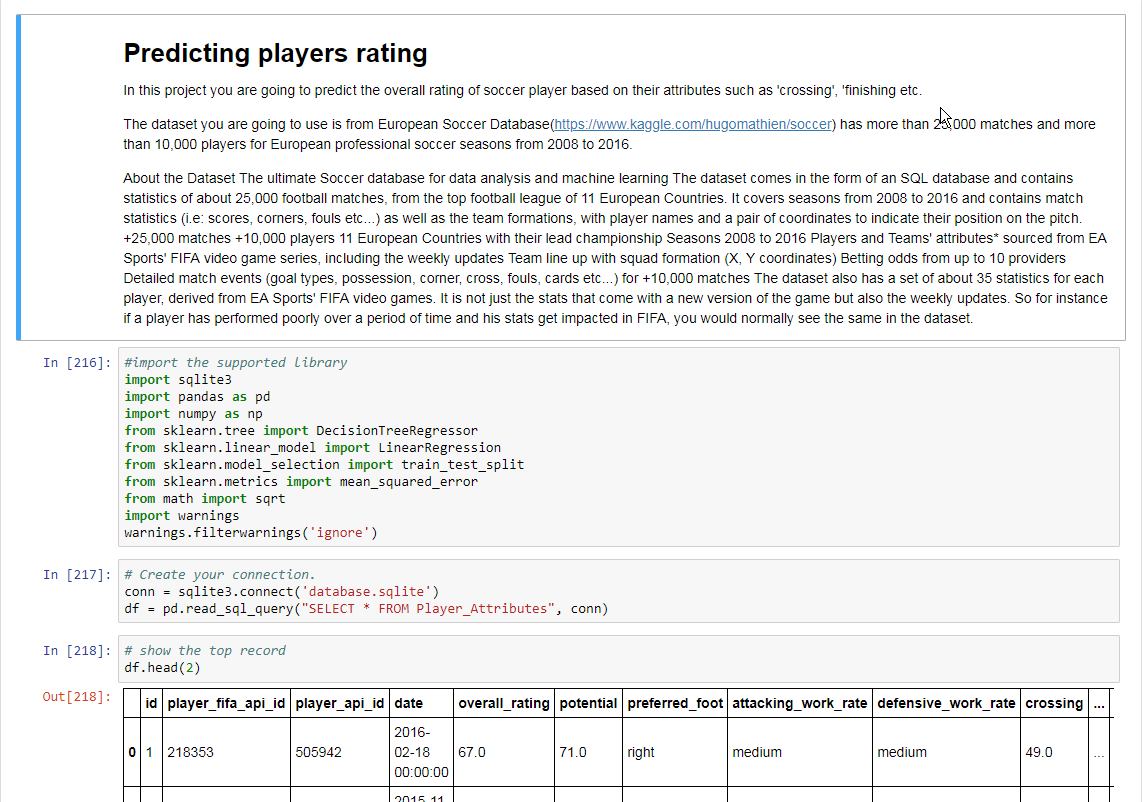 Predicting players rating
In this project you are going to predict the overall rating of soccer player based on their attributes such as 'crossing', 'finishing etc.
The dataset you are going to use is from European Soccer Database(https://www.kaggle.com/hugomathien/soccer) has more than 25,000 matches and more
than 10,000 players for European professional soccer seasons from 2008 to 2016.
About the Dataset The ultimate Soccer database for data analysis and machine learning The dataset comes in the form of an SQL database and contains
statistics of about 25,000 football matches, from the top football league of 11 European Countries. It covers seasons from 2008 to 2016 and contains match
statistics (i.e: scores, corners, fouls etc...) as well as the team formations, with player names and a pair of coordinates to indicate their position on the pitch.
+25,000 matches +10,000 players 11 European Countries with their lead championship Seasons 2008 to 2016 Players and Teams' attributes* sourced from EA
Sports' FIFA video game series, including the weekly updates Team line up with squad formation (X, Y coordinates) Betting odds from up to 10 providers
Detailed match events (goal types, possession, corner, cross, fouls, cards etc...) for +10,000 matches The dataset also has a set of about 35 statistics for each
player, derived from EA Sports' FIFA video games. It is not just the stats that come with a new version of the game but also the weekly updates. So for instance
if a player has performed poorly over a period of time and his stats get impacted in FIFA, you would normally see the same in the dataset.
In [216]: #import the supported library
import sqlite3
import pandas as pd
import numpy as np
from sklearn.tree import DecisionTreeRegressor
from sklearn.linear_model import LinearRegression
from sklearn.model_selection import train_test_split
from sklearn.metrics import mean_squared_error
from math import sqrt
import warnings
warnings.filterwarnings('ignore')
In [217]: # Create your connection.
conn = sqlite3.connect('database.sqlite')
df = pd.read_sql_query("SELECT * FROM Player_Attributes", conn)
In [218]: # show the top record
df.head(2)
Out[218]: id player_fifa_api_id player_api_id date overall_rating potential preferred_foot attacking_work_rate defensive_work_rate crossing ...
2016-
0 1 218353 505942 02-18 67.0 71.0 right medium medium 49.0 ...
00:00:00
2015-11